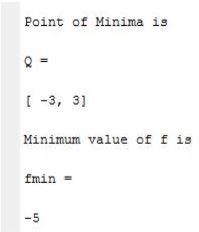 Point of Minima is
Q =
[ -3, 3]
Minimum value of f is
fmin =
-5